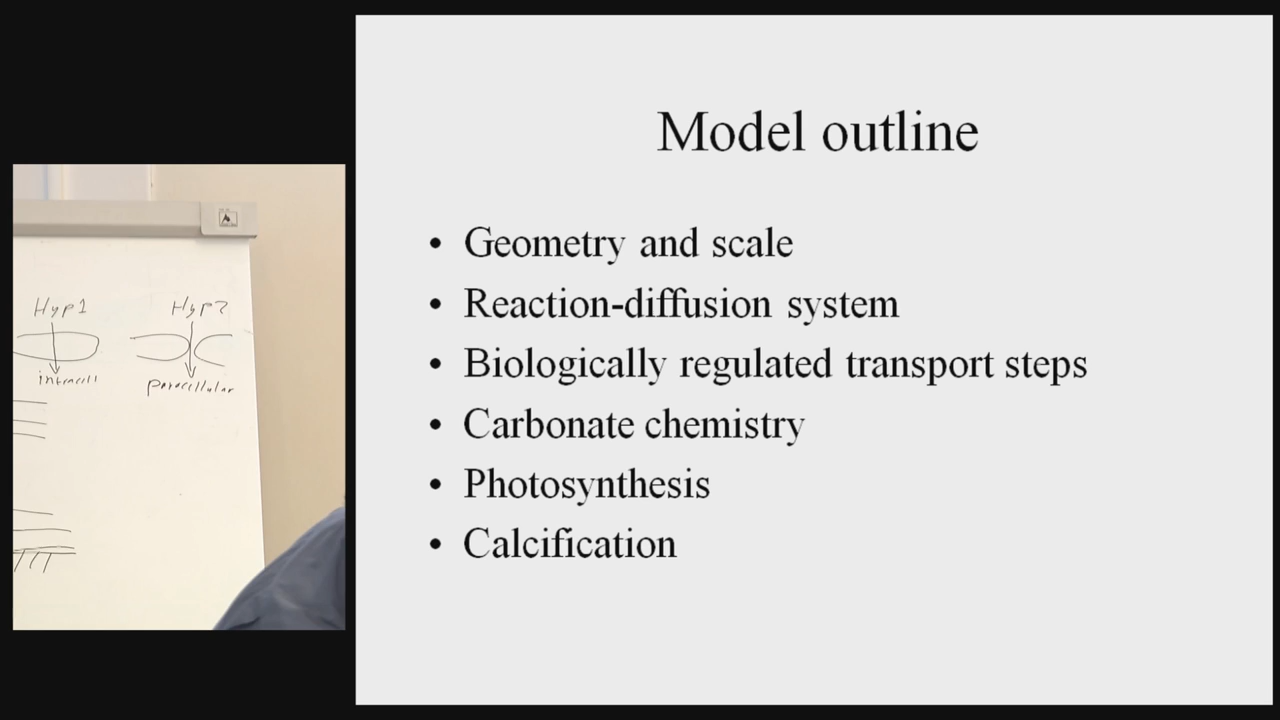 Model outline
• Geometry and scale
• Reaction-diffusion system
• Biologically regulated transport steps
• Carbonate chemistry
• Photosynthesis
• Calcification
Hyp1 Hyp2
intracell paracellular